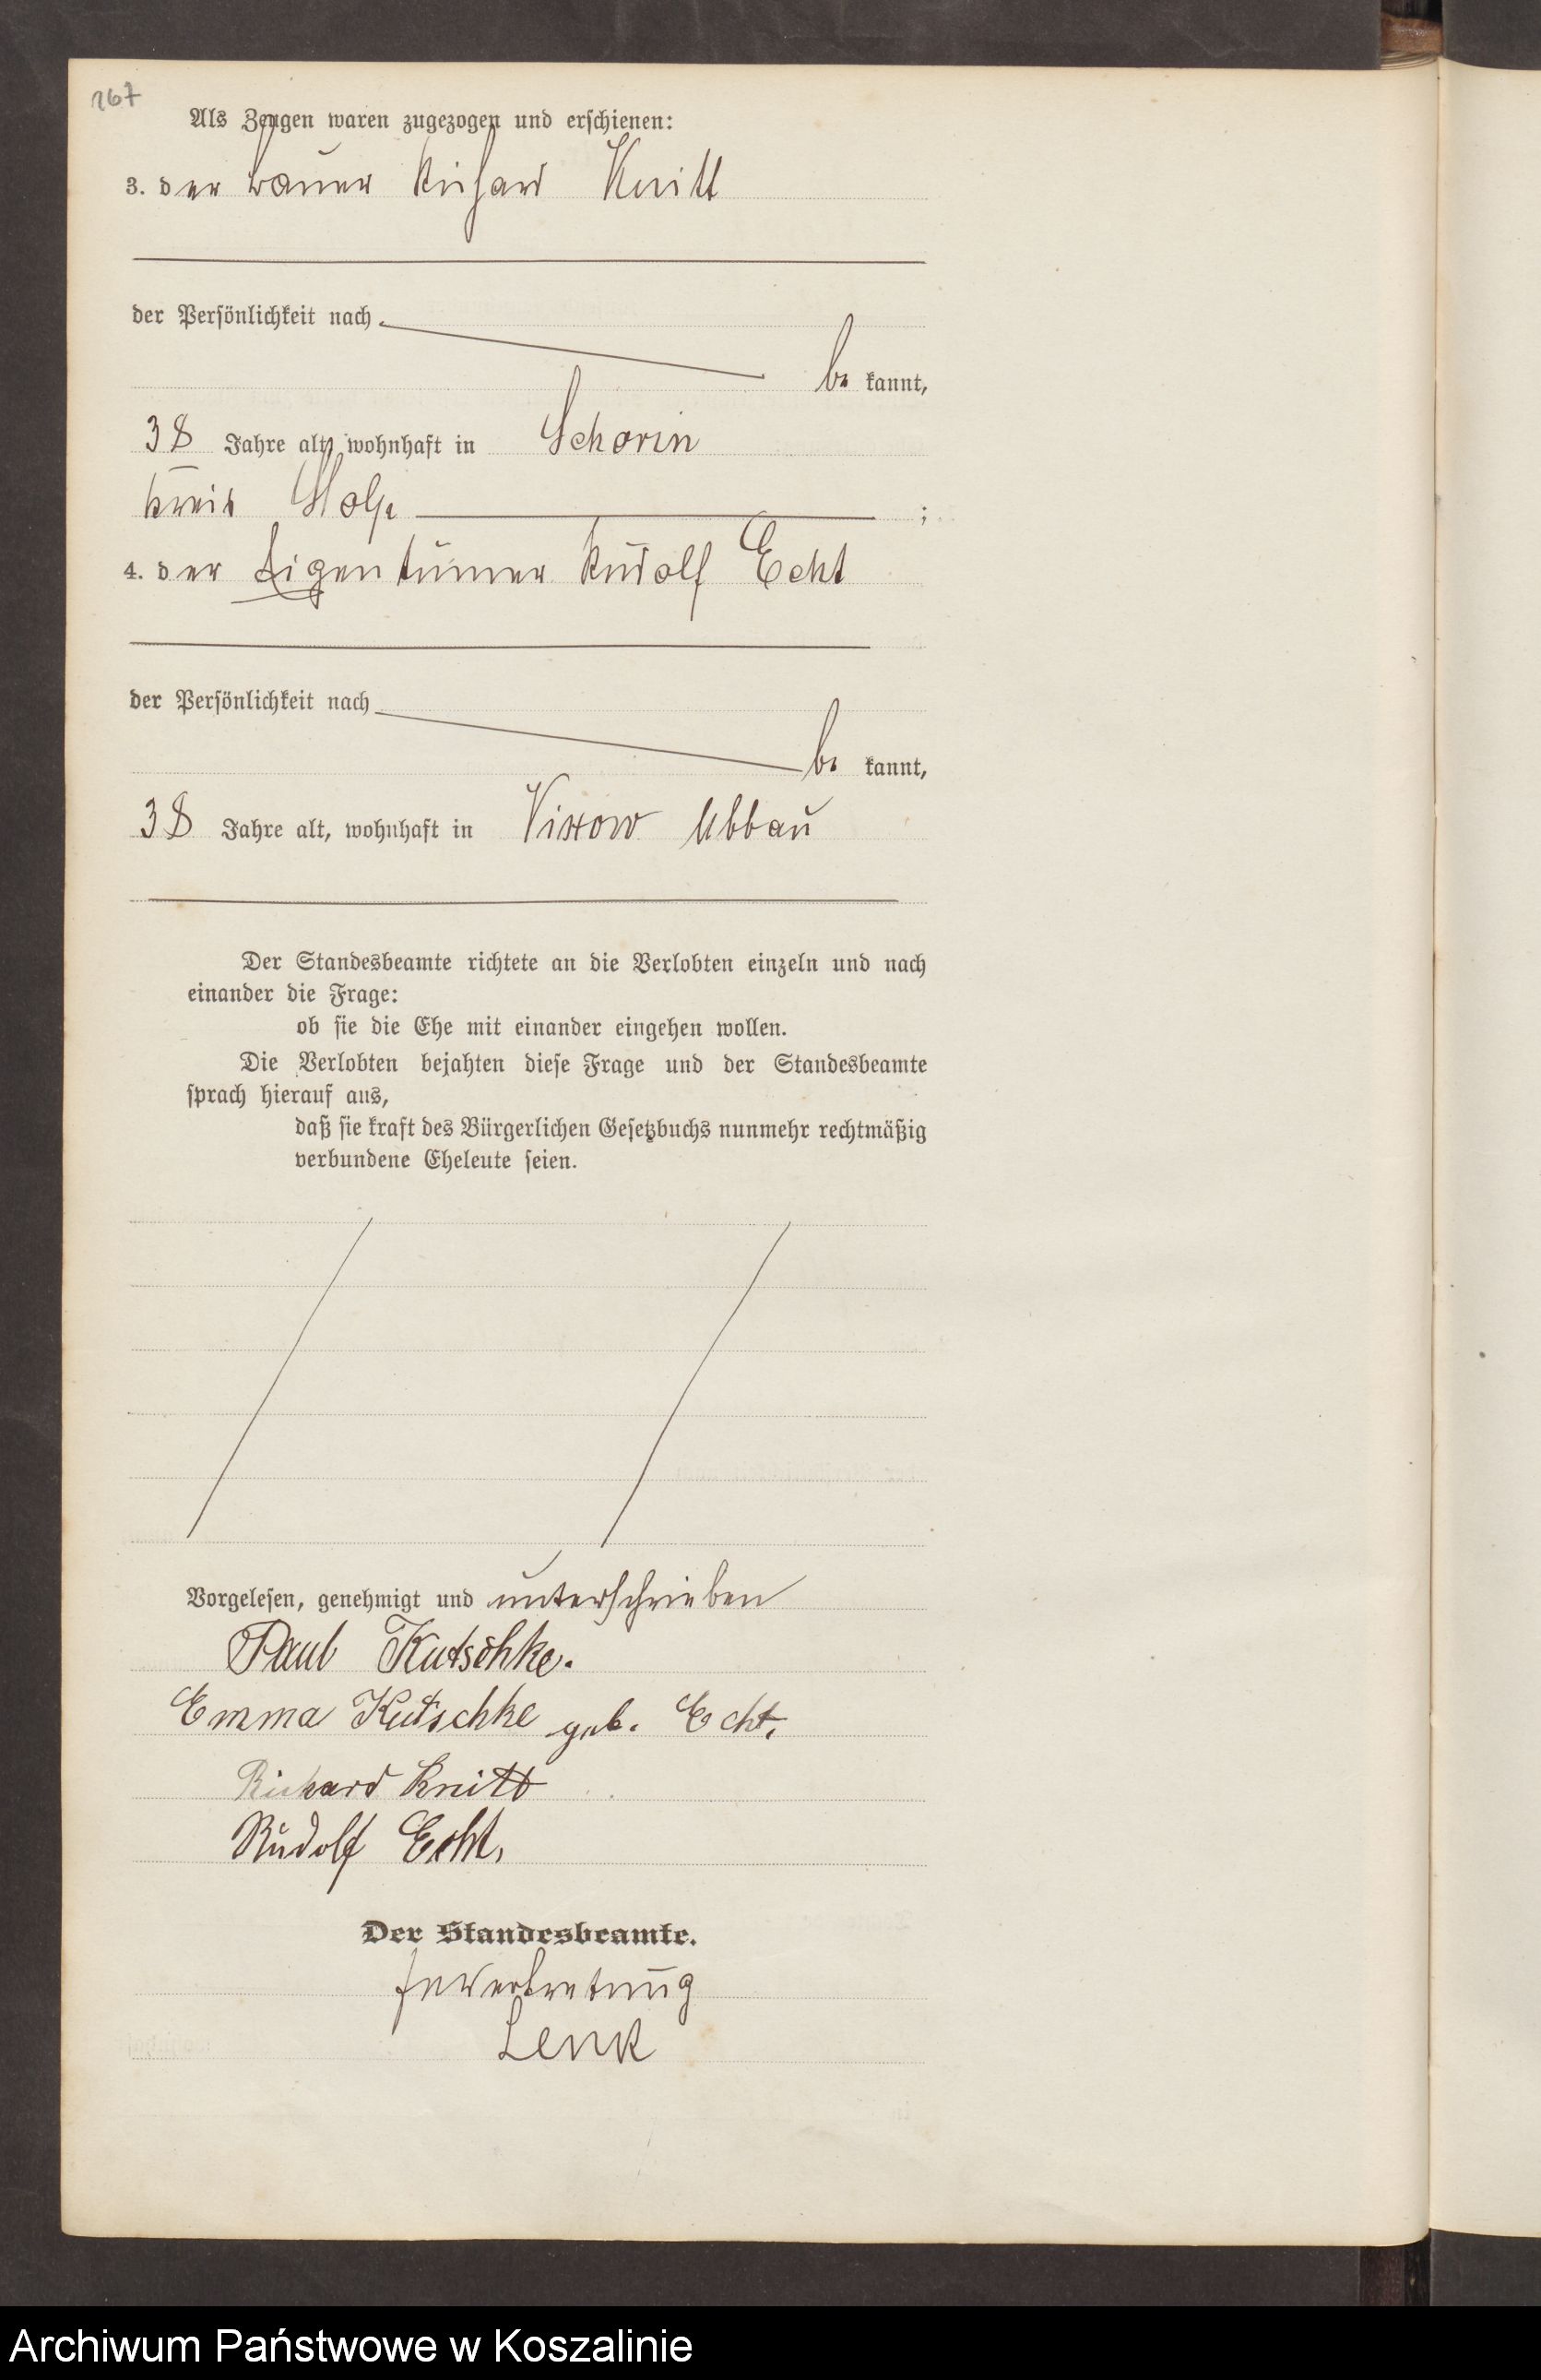 167
Als Zeugen waren zugezogen und erschienen:
3. der Bauer Richard Knitt
der Persönlichkeit nach
be kannt,
38 Jahre alt, wohnhaft in Schorin
Kreis Stolp ;
4. der Eigentümer Rudolf Echt
der Persönlichkeit nach
be kannt,
38 Jahre alt, wohnhaft in Vixow Abbau
Der Standesbeamte richtete an die Verlobten einzeln und nach
einander die Frage:
ob sie die Ehe mit einander eingehen wollen.
Die Verlobten bejahten diese Frage und der Standesbeamte
sprach hierauf aus,
daß sie kraft des Bürgerlichen Gesetzbuchs nunmehr rechtmäßig
verbundene Eheleute seien.
Vorgelesen, genehmigt und unterschrieben
Paul Kutschke.
Emma Kutschke geb. Echt.
Richard Knitt
Rudolf Echt.
Der Standesbeamte.
In Vertretung
Lenk
Archiwum Państwowe w Koszalinie